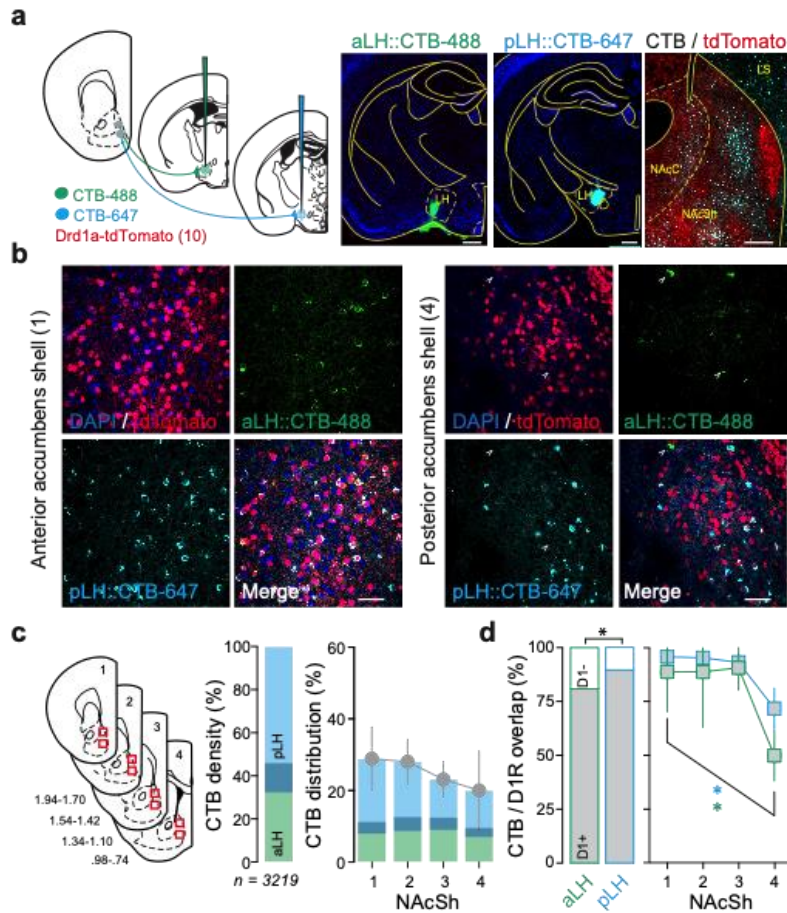 a
aLH::CTB-488
pLH::CTB-647
CTB / tdTomato
CTB-488
CTB-647
Drd1a-tdTomato (10)
LH
LH
LS
NAcC
NAcSh
b
Anterior accumbens shell (1)
DAPI / tdTomato
aLH::CTB-488
pLH::CTB-647
Merge
Posterior accumbens shell (4)
DAPI / tdTomato
aLH::CTB-488
pLH::CTB-647
Merge
c
1
2
3
4
1.94-1.70
1.54-1.42
1.34-1.10
.98-.74
CTB density (%)
100
80
60
40
20
0
pLH
aLH
n = 3219
CTB distribution (%)
60
40
20
0
1 2 3 4
NAcSh
d
CTB / D1R overlap (%)
100
75
50
25
0
*
D1-
D1+
aLH
pLH
*
*
1 2 3 4
NAcSh